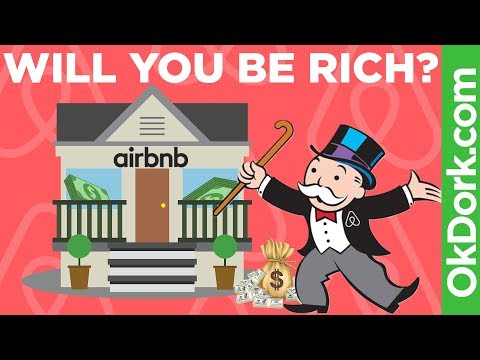 WILL YOU BE RICH?
airbnb
$
OkDork.com